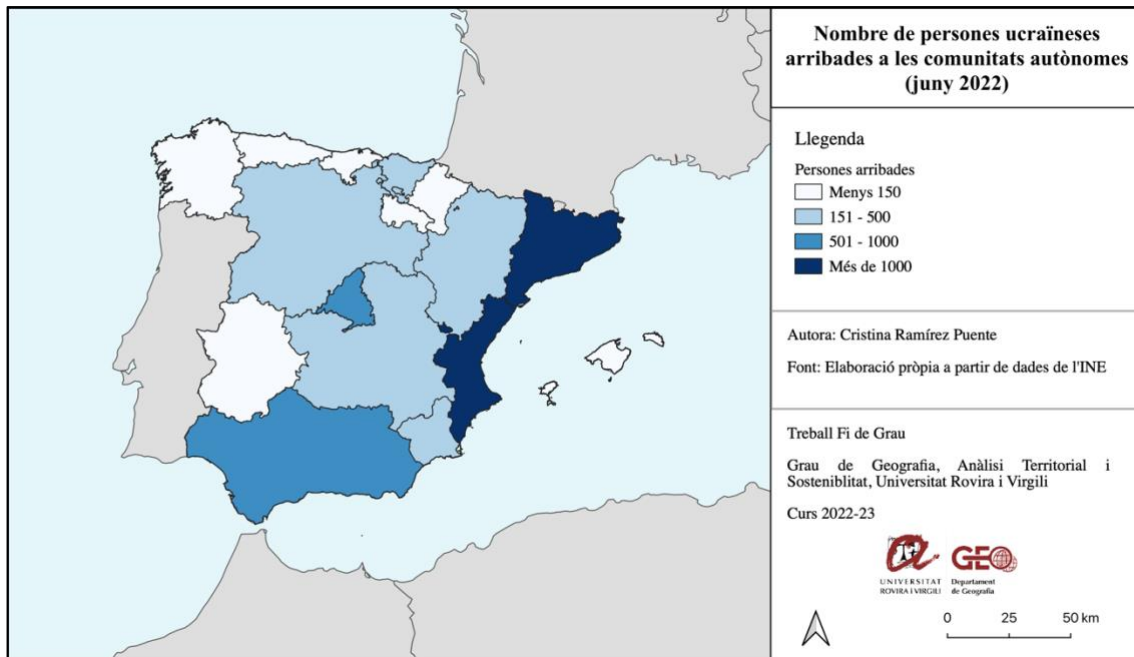 Nombre de persones ucraïneses
arribades a les comunitats autònomes
(juny 2022)
Llegenda
Persones arribades
Menys 150
151 - 500
501 - 1000
Més de 1000
Autora: Cristina Ramírez Puente
Font: Elaboració pròpia a partir de dades de l'INE
Treball Fi de Grau
Grau de Geografia, Anàlisi Territorial i
Sosteniblitat, Universitat Rovira i Virgili
Curs 2022-23
UNIVERSITAT
ROVIRA I VIRGILI
GEO
Departament
de Geografia
0 25 50 km